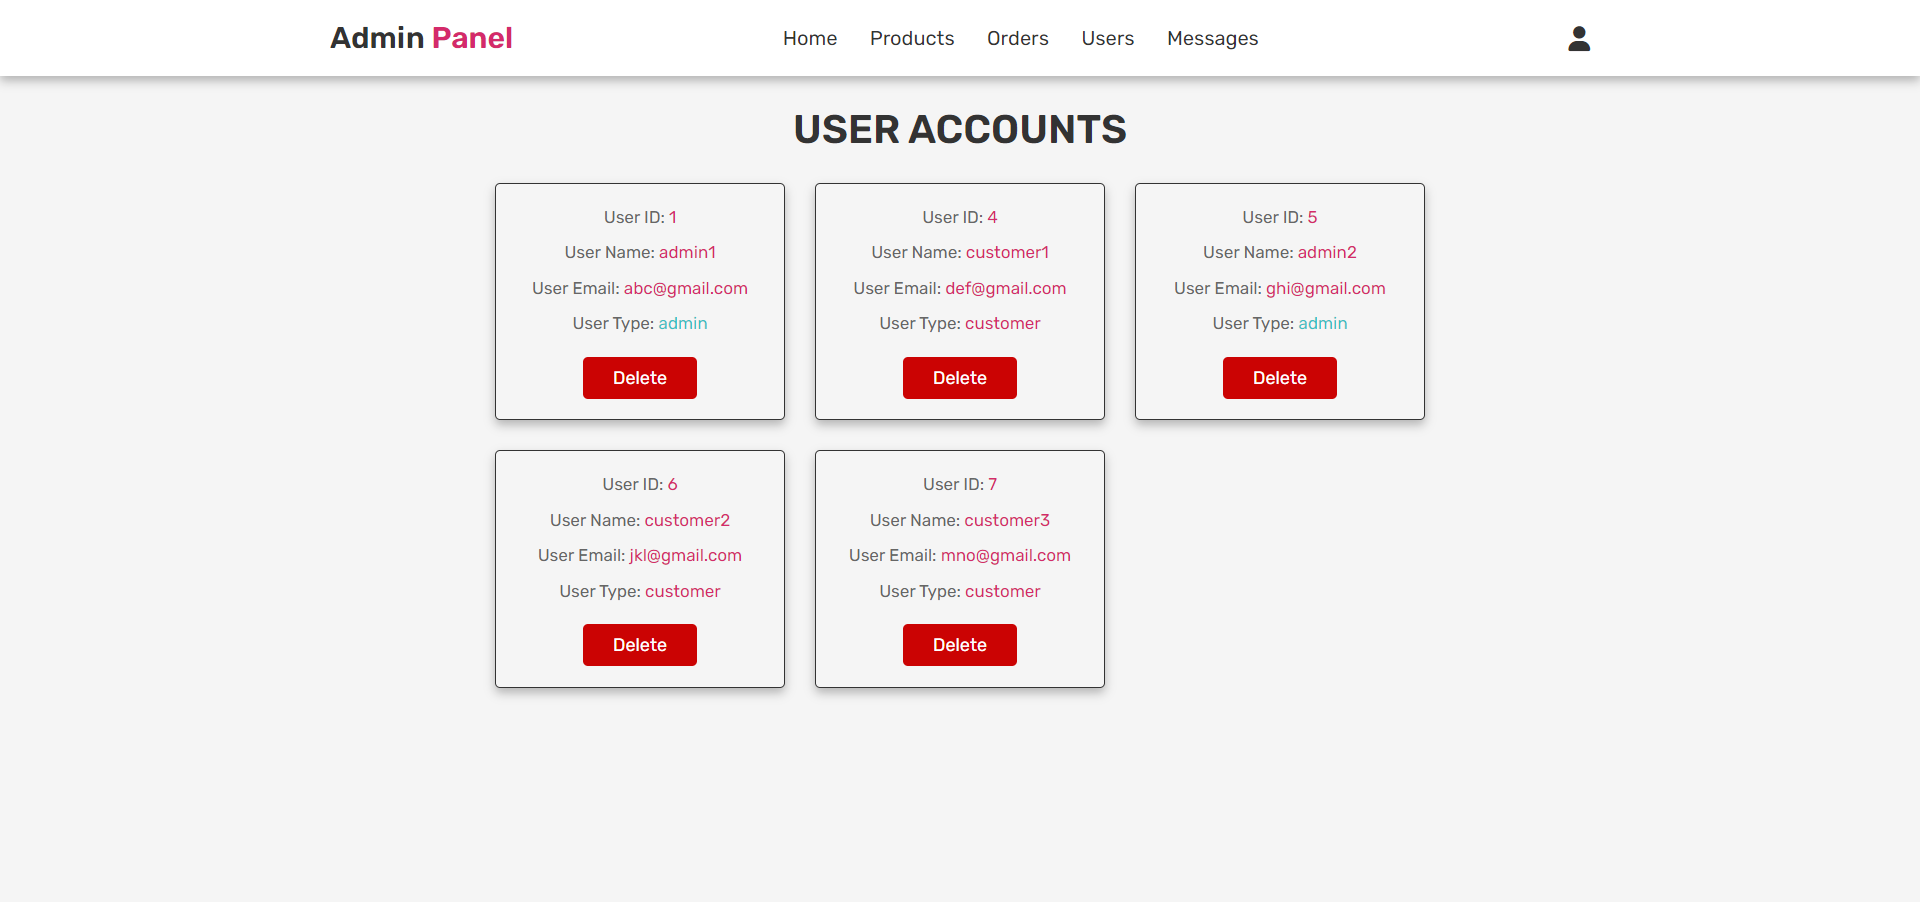 Admin Panel
Home Products Orders Users Messages
USER ACCOUNTS
User ID: 1
User Name: admin1
User Email: abc@gmail.com
User Type: admin
Delete
User ID: 4
User Name: customer1
User Email: def@gmail.com
User Type: customer
Delete
User ID: 5
User Name: admin2
User Email: ghi@gmail.com
User Type: admin
Delete
User ID: 6
User Name: customer2
User Email: jkl@gmail.com
User Type: customer
Delete
User ID: 7
User Name: customer3
User Email: mno@gmail.com
User Type: customer
Delete